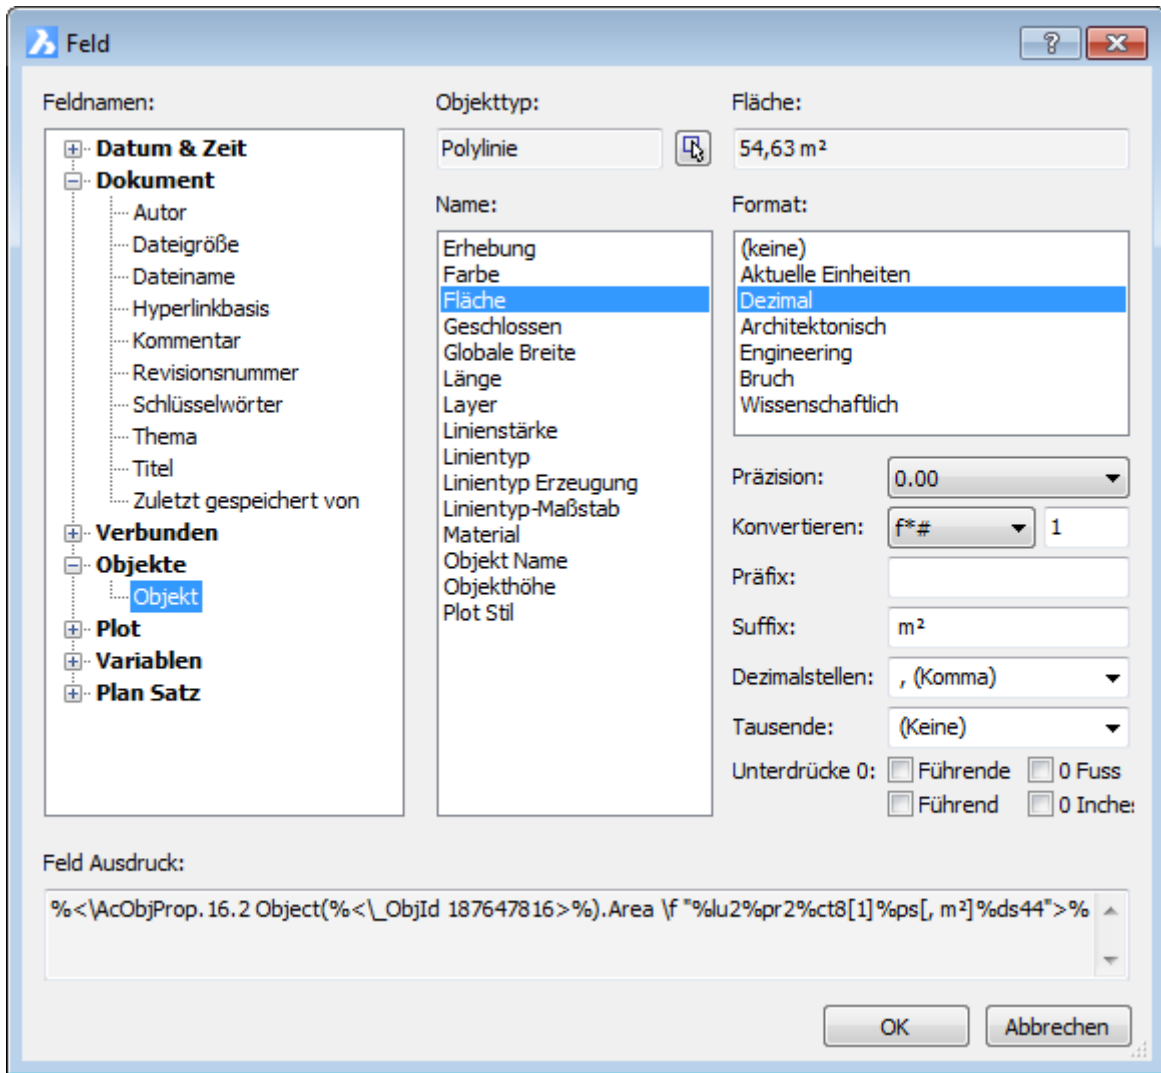 Feld
Feldnamen:
Datum & Zeit
Dokument
Autor
Dateigröße
Dateiname
Hyperlinkbasis
Kommentar
Revisionsnummer
Schlüsselwörter
Thema
Titel
Zuletzt gespeichert von
Verbunden
Objekte
Objekt
Plot
Variablen
Plan Satz
Objekttyp:
Polylinie
Name:
Erhebung
Farbe
Fläche
Geschlossen
Globale Breite
Länge
Layer
Linienstärke
Linientyp
Linientyp Erzeugung
Linientyp-Maßstab
Material
Objekt Name
Objekthöhe
Plot Stil
Fläche:
54,63 m²
Format:
(keine)
Aktuelle Einheiten
Dezimal
Architektonisch
Engineering
Bruch
Wissenschaftlich
Präzision: 0.00
Konvertieren: f*# 1
Präfix:
Suffix: m²
Dezimalstellen: , (Komma)
Tausende: (Keine)
Unterdrücke 0: Führende 0 Fuss
Führend 0 Inche
Feld Ausdruck:
%<\AcObjProp.16.2 Object(%<\_ObjId 187647816>%).Area \f "%lu2%pr2%ct8[1]%ps[, m²]%ds44">%
OK Abbrechen